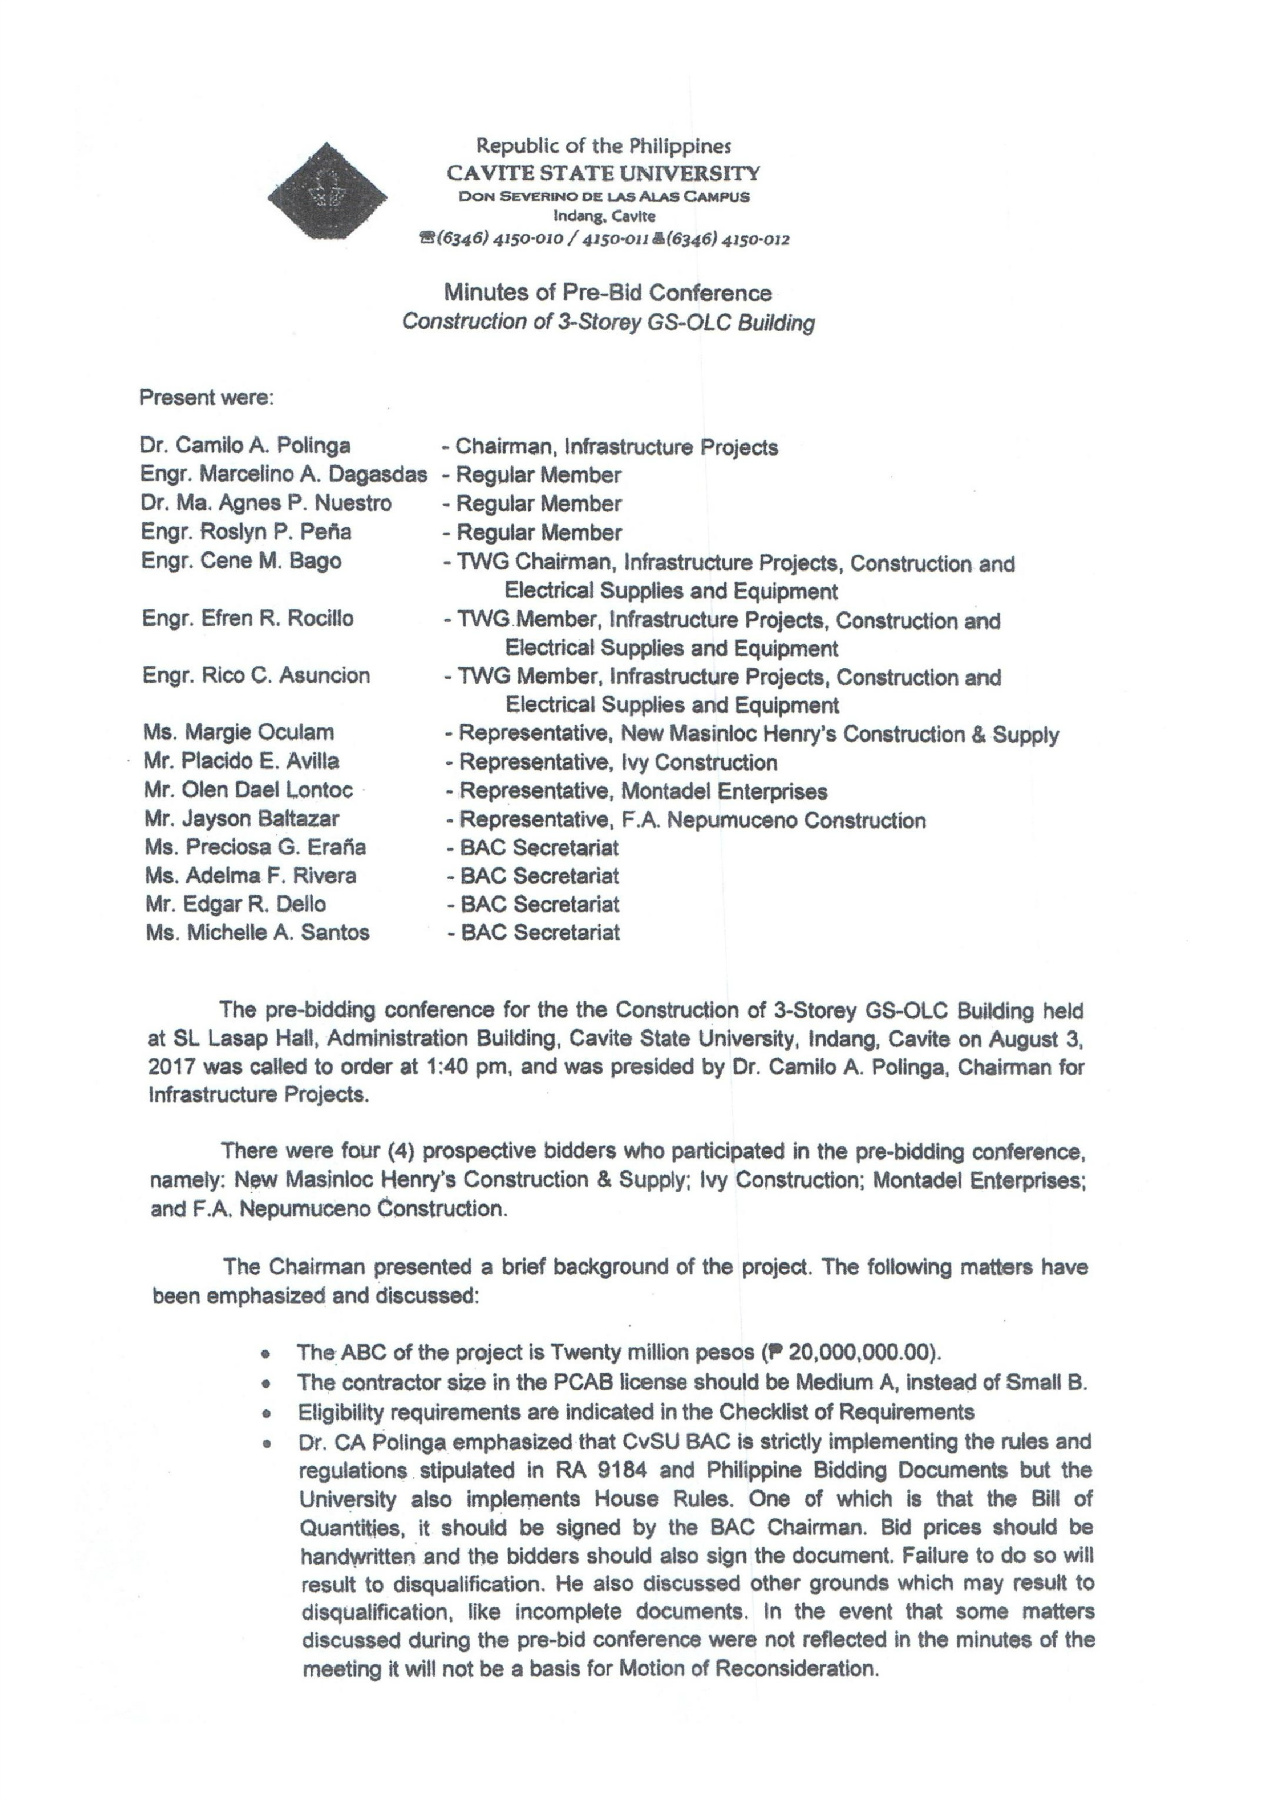 Republic of the Philippines
CAVITE STATE UNIVERSITY
DON SEVERINO DE LAS ALAS CAMPUS
Indang, Cavite
☎(6346) 4150-010 / 4150-011 🖷(6346) 4150-012
Minutes of Pre-Bid Conference
Construction of 3-Storey GS-OLC Building
Present were:
Dr. Camilo A. Polinga - Chairman, Infrastructure Projects
Engr. Marcelino A. Dagasdas - Regular Member
Dr. Ma. Agnes P. Nuestro - Regular Member
Engr. Roslyn P. Peña - Regular Member
Engr. Cene M. Bago - TWG Chairman, Infrastructure Projects, Construction and
Electrical Supplies and Equipment
Engr. Efren R. Rocillo - TWG Member, Infrastructure Projects, Construction and
Electrical Supplies and Equipment
Engr. Rico C. Asuncion - TWG Member, Infrastructure Projects, Construction and
Electrical Supplies and Equipment
Ms. Margie Oculam - Representative, New Masinloc Henry's Construction & Supply
Mr. Placido E. Avilla - Representative, Ivy Construction
Mr. Olen Dael Lontoc - Representative, Montadel Enterprises
Mr. Jayson Baltazar - Representative, F.A. Nepumuceno Construction
Ms. Preciosa G. Eraña - BAC Secretariat
Ms. Adelma F. Rivera - BAC Secretariat
Mr. Edgar R. Dello - BAC Secretariat
Ms. Michelle A. Santos - BAC Secretariat
The pre-bidding conference for the the Construction of 3-Storey GS-OLC Building held
at SL Lasap Hall, Administration Building, Cavite State University, Indang, Cavite on August 3,
2017 was called to order at 1:40 pm, and was presided by Dr. Camilo A. Polinga, Chairman for
Infrastructure Projects.
There were four (4) prospective bidders who participated in the pre-bidding conference,
namely: New Masinloc Henry's Construction & Supply; Ivy Construction; Montadel Enterprises;
and F.A. Nepumuceno Construction.
The Chairman presented a brief background of the project. The following matters have
been emphasized and discussed:
• The ABC of the project is Twenty million pesos (₱ 20,000,000.00).
• The contractor size in the PCAB license should be Medium A, instead of Small B.
• Eligibility requirements are indicated in the Checklist of Requirements
• Dr. CA Polinga emphasized that CvSU BAC is strictly implementing the rules and
regulations stipulated in RA 9184 and Philippine Bidding Documents but the
University also implements House Rules. One of which is that the Bill of
Quantities, it should be signed by the BAC Chairman. Bid prices should be
handwritten and the bidders should also sign the document. Failure to do so will
result to disqualification. He also discussed other grounds which may result to
disqualification, like incomplete documents. In the event that some matters
discussed during the pre-bid conference were not reflected in the minutes of the
meeting it will not be a basis for Motion of Reconsideration.